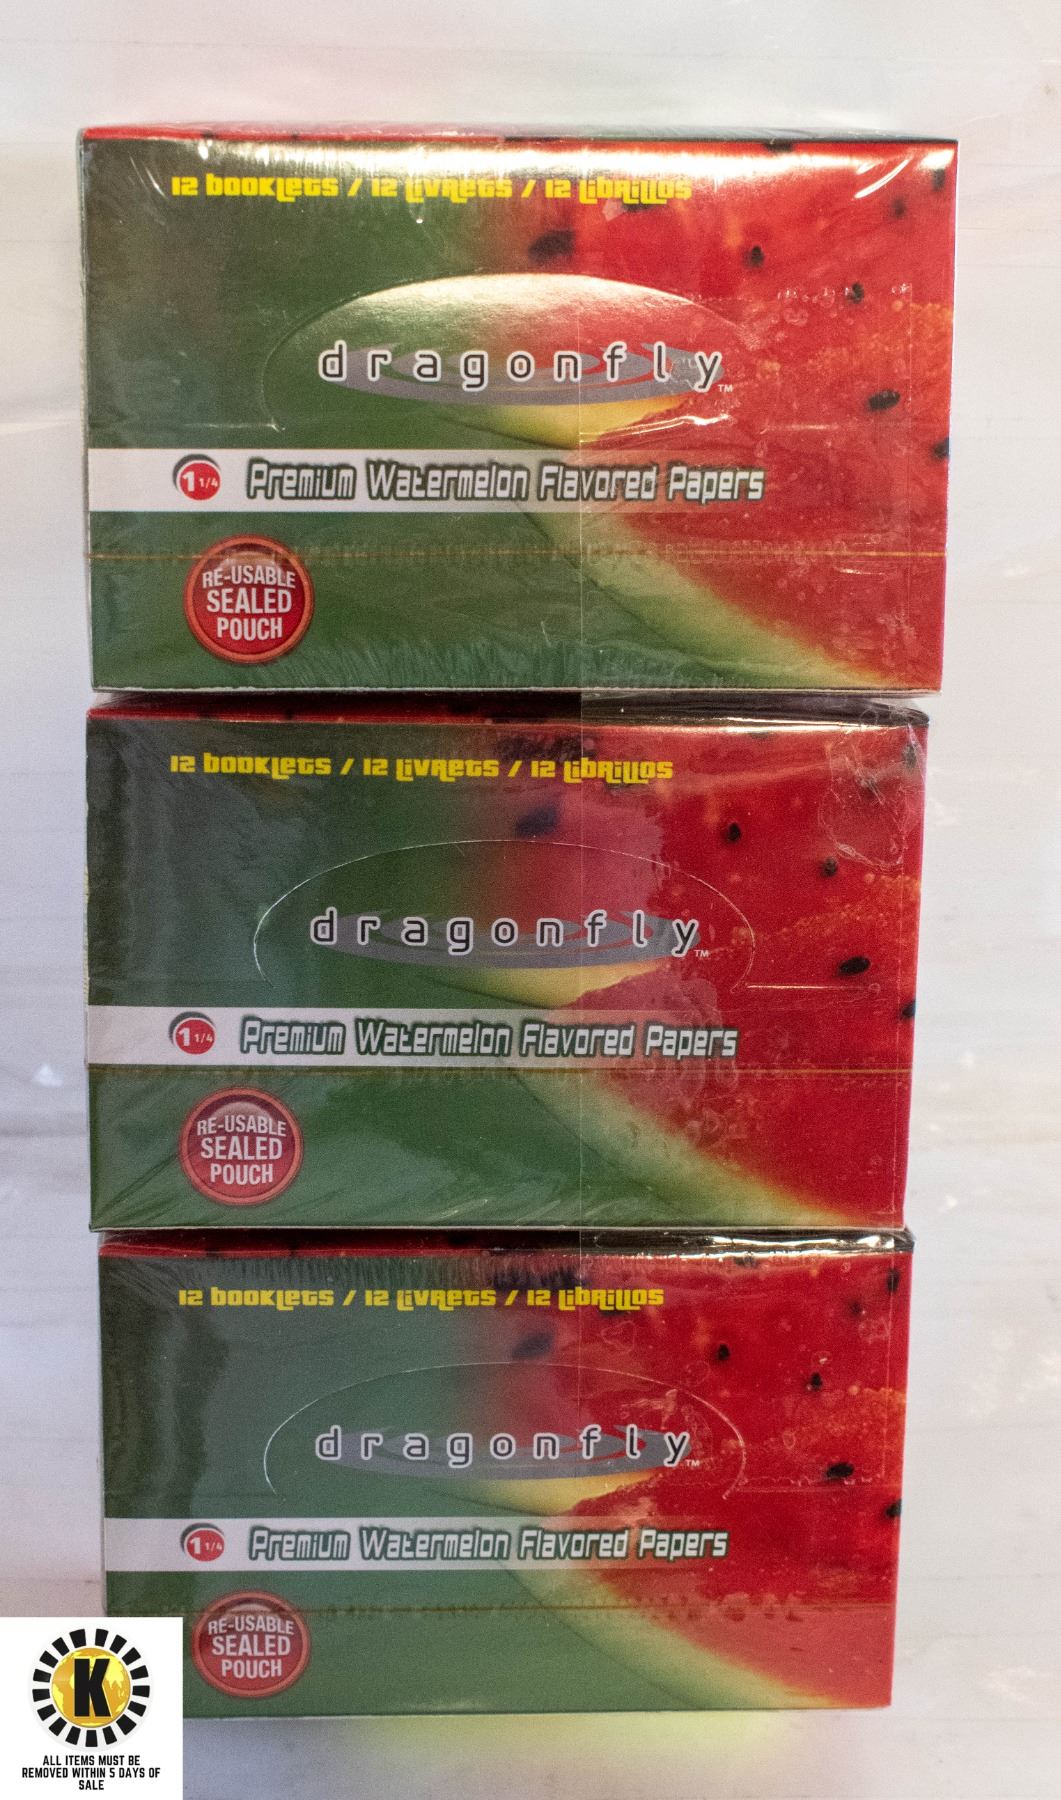 12 booklets / 12 livrets / 12 librillos
dragonfly™
1 1/4 Premium Watermelon Flavored Papers
RE-USABLE
SEALED
POUCH
12 booklets / 12 livrets / 12 librillos
dragonfly™
1 1/4 Premium Watermelon Flavored Papers
RE-USABLE
SEALED
POUCH
12 booklets / 12 livrets / 12 librillos
dragonfly™
1 1/4 Premium Watermelon Flavored Papers
RE-USABLE
SEALED
POUCH
K
ALL ITEMS MUST BE
REMOVED WITHIN 5 DAYS OF
SALE